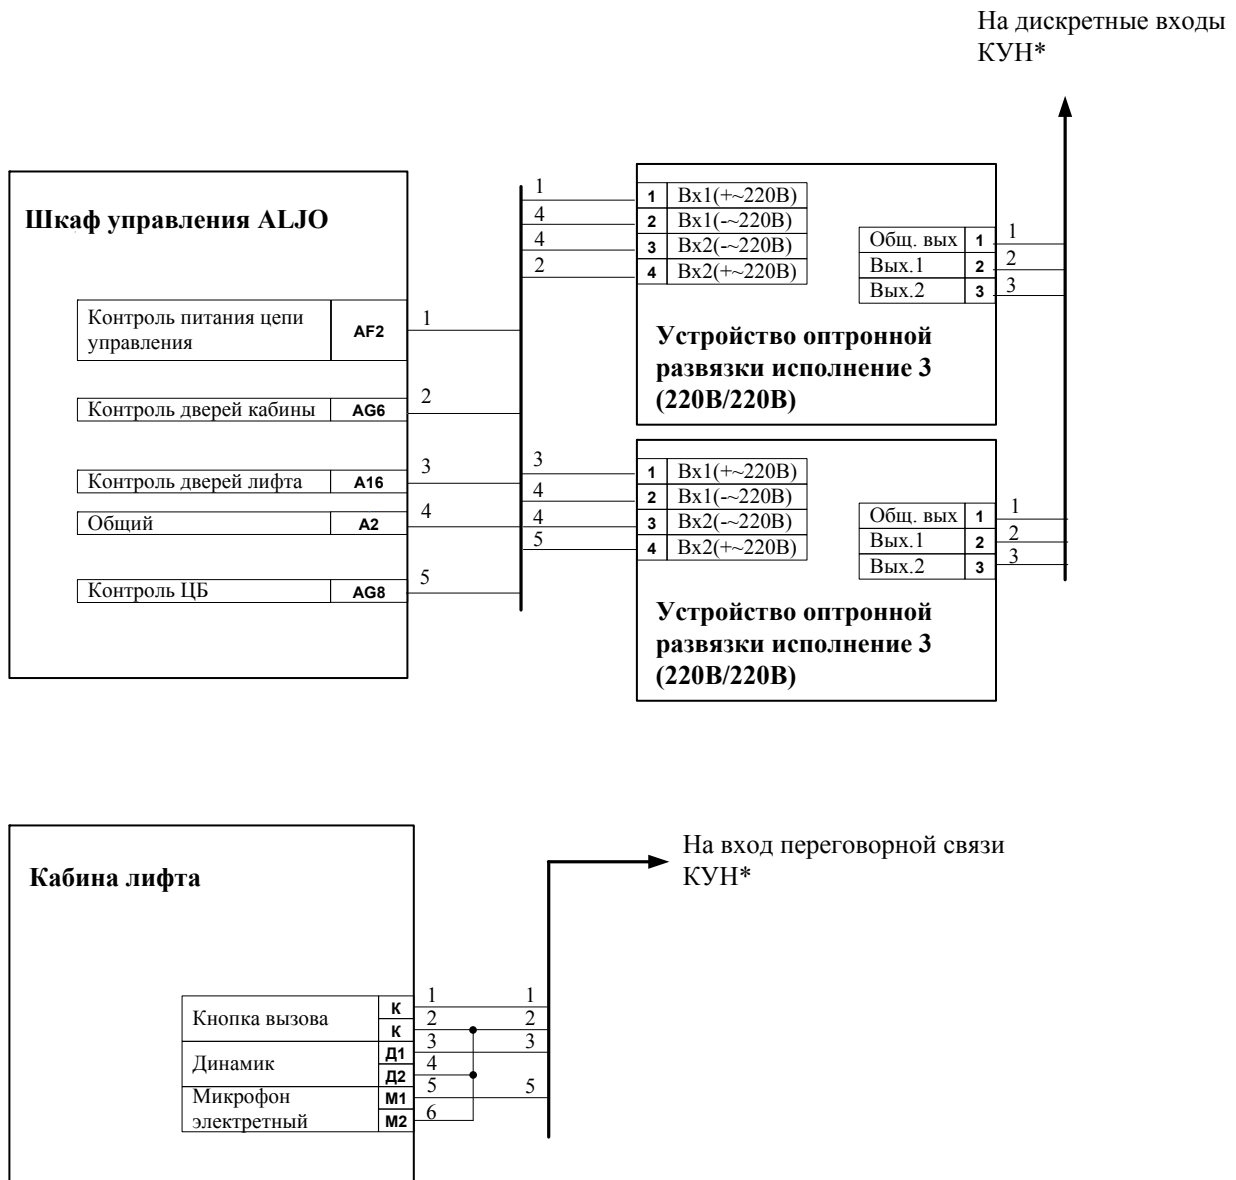 На дискретные входы
КУН*
Шкаф управления ALJO
Контроль питания цепи
управления
AF2
1
Контроль дверей кабины
AG6
2
Контроль дверей лифта
A16
3
Общий
A2
4
Контроль ЦБ
AG8
5
1
1 Вх1(+~220В)
4
2 Вх1(-~220В)
4
3 Вх2(-~220В)
2
4 Вх2(+~220В)
Общ. вых 1 1
Вых.1 2 2
Вых.2 3 3
Устройство оптронной
развязки исполнение 3
(220В/220В)
3
1 Вх1(+~220В)
4
2 Вх1(-~220В)
4
3 Вх2(-~220В)
5
4 Вх2(+~220В)
Общ. вых 1 1
Вых.1 2 2
Вых.2 3 3
Устройство оптронной
развязки исполнение 3
(220В/220В)
На вход переговорной связи
КУН*
Кабина лифта
Кнопка вызова
К 1 1
К 2 2
Динамик
Д1 3 3
Д2 4
Микрофон
электретный
М1 5 5
М2 6